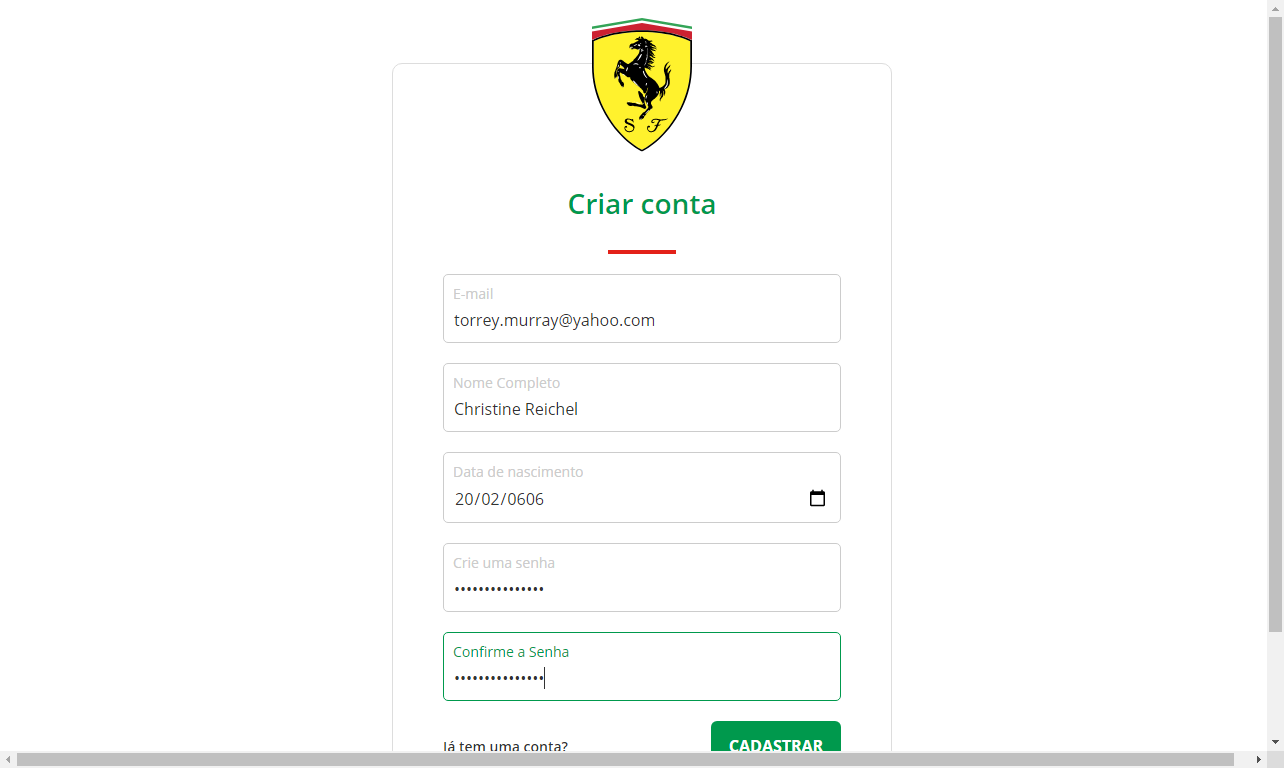 S F
Criar conta
E-mail
torrey.murray@yahoo.com
Nome Completo
Christine Reichel
Data de nascimento
20/02/0606
Crie uma senha
•••••••••••••••
Confirme a Senha
•••••••••••••••
Já tem uma conta?
CADASTRAR